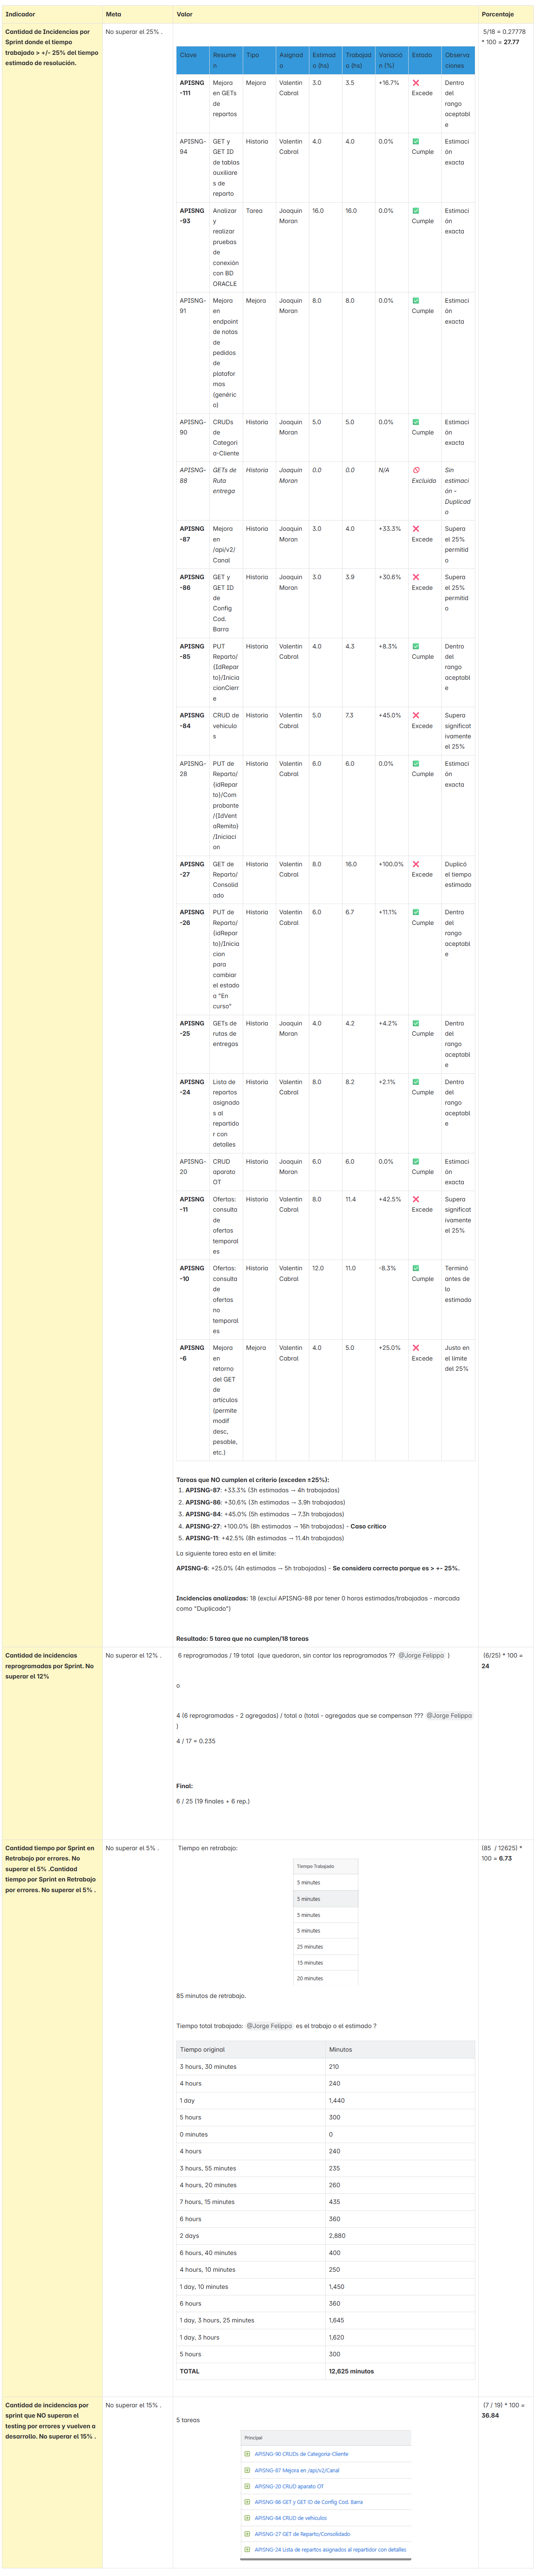 Indicador Meta Valor Porcentaje
Cantidad de Incidencias por
Sprint donde el tiempo
trabajado > +/- 25% del tiempo
estimado de resolución.
No superar el 25% .
5/18 = 0.27778
* 100 = 27.77
Clave Resumen Tipo Asignado Estimado (hs) Trabajado (hs) Variación (%) Estado Observaciones
APISNG-111 Mejora en GETs de repartos Mejora Valentin Cabral 3.0 3.5 +16.7% ❌ Excede Dentro del rango aceptable
APISNG-94 GET y GET ID de tablas auxiliares de reparto Historia Valentin Cabral 4.0 4.0 0.0% ✅ Cumple Estimación exacta
APISNG-93 Analizar y realizar pruebas de conexión con BD ORACLE Tarea Joaquin Moran 16.0 16.0 0.0% ✅ Cumple Estimación exacta
APISNG-91 Mejora en endpoint de notas de pedidos de plataformas (genérico) Mejora Joaquin Moran 8.0 8.0 0.0% ✅ Cumple Estimación exacta
APISNG-90 CRUDs de Categoria-Cliente Historia Joaquin Moran 5.0 5.0 0.0% ✅ Cumple Estimación exacta
APISNG-88 GETs de Ruta entrega Historia Joaquin Moran 0.0 0.0 N/A 🚫 Excluida Sin estimación - Duplicado
APISNG-87 Mejora en /api/v2/Canal Historia Joaquin Moran 3.0 4.0 +33.3% ❌ Excede Supera el 25% permitido
APISNG-86 GET y GET ID de Config Cod. Barra Historia Joaquin Moran 3.0 3.9 +30.6% ❌ Excede Supera el 25% permitido
APISNG-85 PUT Reparto/{IdReparto}/IniciacionCierre Historia Valentin Cabral 4.0 4.3 +8.3% ✅ Cumple Dentro del rango aceptable
APISNG-84 CRUD de vehiculos Historia Valentin Cabral 5.0 7.3 +45.0% ❌ Excede Supera significativamente el 25%
APISNG-28 PUT de Reparto/{idReparto}/Comprobante/{IdVentaRemito}/Iniciacion Historia Valentin Cabral 6.0 6.0 0.0% ✅ Cumple Estimación exacta
APISNG-27 GET de Reparto/Consolidado Historia Valentin Cabral 8.0 16.0 +100.0% ❌ Excede Duplicó el tiempo estimado
APISNG-26 PUT de Reparto/{idReparto}/Iniciacion para cambiar el estado a "En curso" Historia Valentin Cabral 6.0 6.7 +11.1% ✅ Cumple Dentro del rango aceptable
APISNG-25 GETs de rutas de entregas Historia Joaquin Moran 4.0 4.2 +4.2% ✅ Cumple Dentro del rango aceptable
APISNG-24 Lista de repartos asignados al repartidor con detalles Historia Valentin Cabral 8.0 8.2 +2.1% ✅ Cumple Dentro del rango aceptable
APISNG-20 CRUD aparato OT Historia Joaquin Moran 6.0 6.0 0.0% ✅ Cumple Estimación exacta
APISNG-11 Ofertas: consulta de ofertas temporales Historia Valentin Cabral 8.0 11.4 +42.5% ❌ Excede Supera significativamente el 25%
APISNG-10 Ofertas: consulta de ofertas no temporales Historia Valentin Cabral 12.0 11.0 -8.3% ✅ Cumple Terminó antes de lo estimado
APISNG-6 Mejora en retorno del GET de articulos (permite modif desc, pesable, etc.) Mejora Valentin Cabral 4.0 5.0 +25.0% ❌ Excede Justo en el límite del 25%
Tareas que NO cumplen el criterio (exceden ±25%):
1. APISNG-87: +33.3% (3h estimadas → 4h trabajadas)
2. APISNG-86: +30.6% (3h estimadas → 3.9h trabajadas)
3. APISNG-84: +45.0% (5h estimadas → 7.3h trabajadas)
4. APISNG-27: +100.0% (8h estimadas → 16h trabajadas) - Caso crítico
5. APISNG-11: +42.5% (8h estimadas → 11.4h trabajadas)
La siguiente tarea esta en el limite:
APISNG-6: +25.0% (4h estimadas → 5h trabajadas) - Se considera correcta porque es > +- 25%.
Incidencias analizadas: 18 (excluí APISNG-88 por tener 0 horas estimadas/trabajadas - marcada
como "Duplicado")
Resultado: 5 tarea que no cumplen/18 tareas
Cantidad de incidencias
reprogramadas por Sprint. No
superar el 12%
No superar el 12% .
6 reprogramadas / 19 total (que quedaron, sin contar las reprogramadas ?? @Jorge Felippa )
o
4 (6 reprogramadas - 2 agregadas) / total o (total - agregadas que se compensan ??? @Jorge Felippa
)
4 / 17 = 0.235
Final:
6 / 25 (19 finales + 6 rep.)
(6/25) * 100 =
24
Cantidad tiempo por Sprint en
Retrabajo por errores. No
superar el 5% .Cantidad
tiempo por Sprint en Retrabajo
por errores. No superar el 5% .
No superar el 5% .
Tiempo en retrabajo:
Tiempo Trabajado
5 minutes
5 minutes
5 minutes
5 minutes
25 minutes
15 minutes
20 minutes
85 minutos de retrabajo.
Tiempo total trabajado: @Jorge Felippa es el trabajo o el estimado ?
(85 / 12625) *
100 = 6.73
Tiempo original Minutos
3 hours, 30 minutes 210
4 hours 240
1 day 1,440
5 hours 300
0 minutes 0
4 hours 240
3 hours, 55 minutes 235
4 hours, 20 minutes 260
7 hours, 15 minutes 435
6 hours 360
2 days 2,880
6 hours, 40 minutes 400
4 hours, 10 minutes 250
1 day, 10 minutes 1,450
6 hours 360
1 day, 3 hours, 25 minutes 1,645
1 day, 3 hours 1,620
5 hours 300
TOTAL 12,625 minutos
Cantidad de incidencias por
sprint que NO superan el
testing por errores y vuelven a
desarrollo. No superar el 15% .
No superar el 15% .
5 tareas
(7 / 19) * 100 =
36.84
Principal
APISNG-90 CRUDs de Categoria-Cliente
APISNG-87 Mejora en /api/v2/Canal
APISNG-20 CRUD aparato OT
APISNG-86 GET y GET ID de Config Cod. Barra
APISNG-84 CRUD de vehiculos
APISNG-27 GET de Reparto/Consolidado
APISNG-24 Lista de repartos asignados al repartidor con detalles